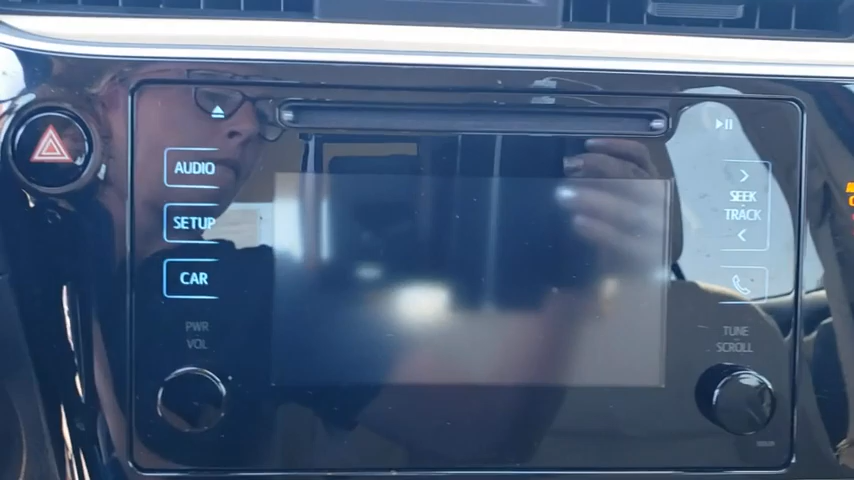 AUDIO
SETUP
CAR
PWR
VOL
SEEK
TRACK
TUNE
SCROLL